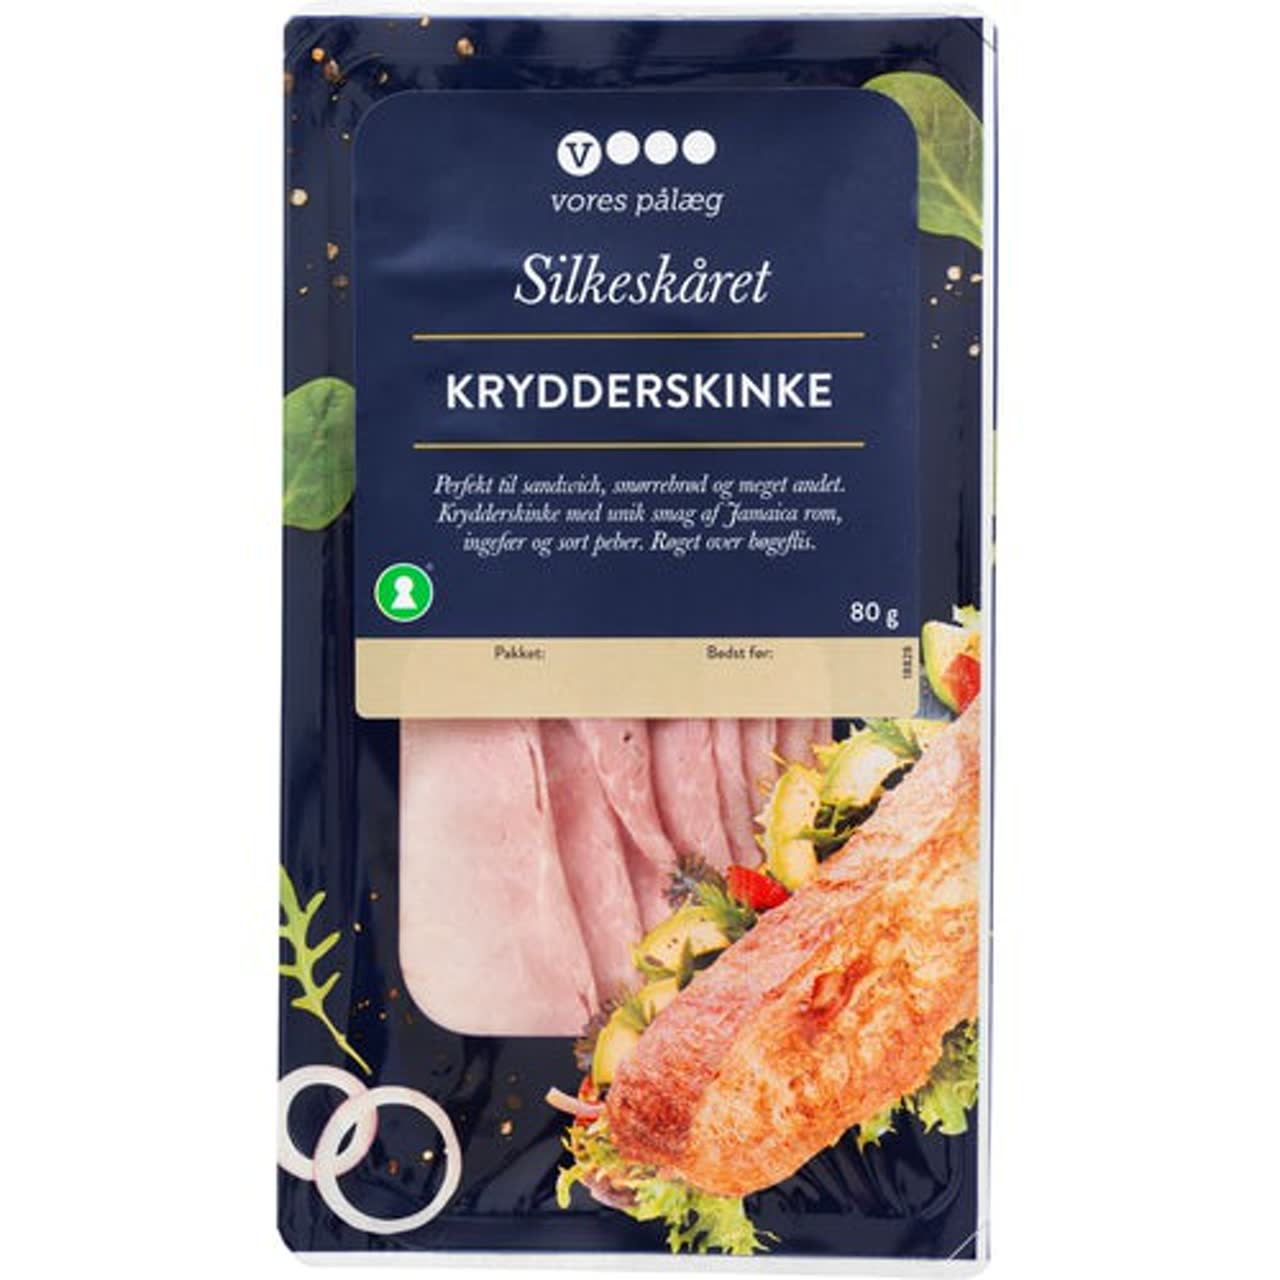 V
vores pålæg
Silkeskåret
KRYDDERSKINKE
Perfekt til sandwich, smørrebrød og meget andet.
Krydderskinke med unik smag af Jamaica rom,
ingefær og sort peber. Røget over bøgeflis.
80 g
Pakket: Bedst før:
18828